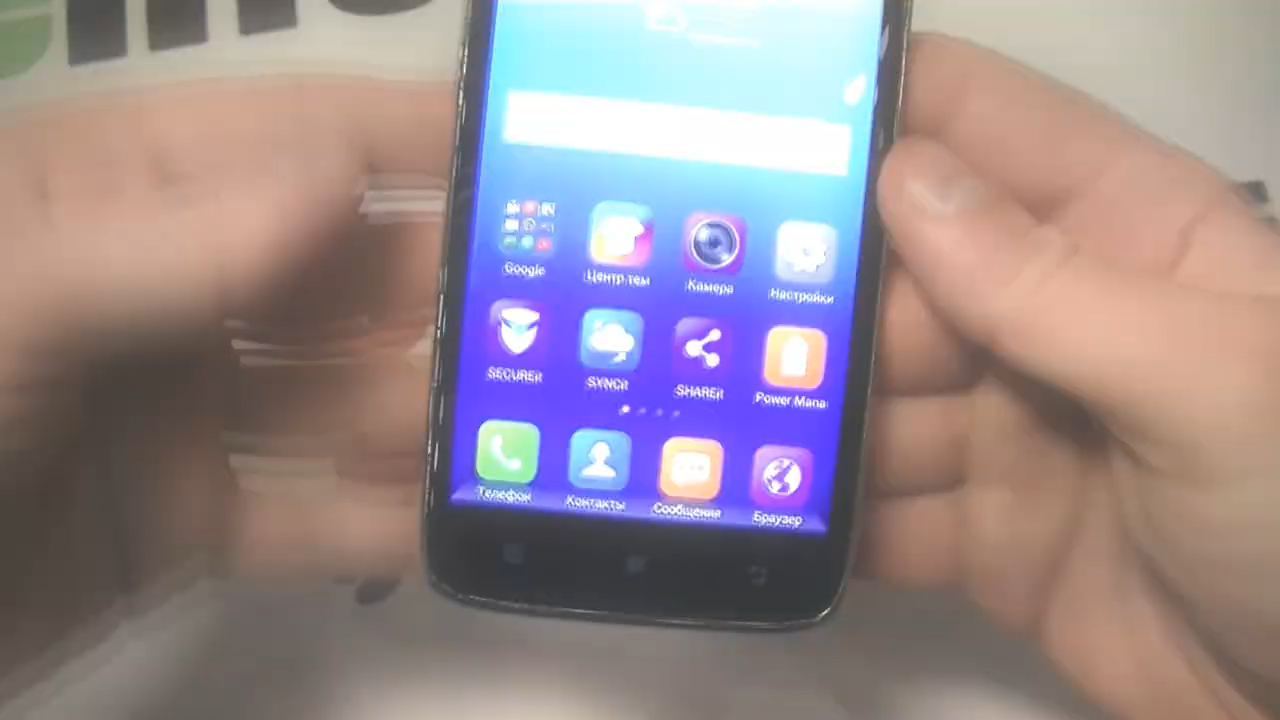 Google Центр тем Камера Настройки
SECUREit SYNCit SHAREit Power Mana
Телефон Контакты Сообщения Браузер